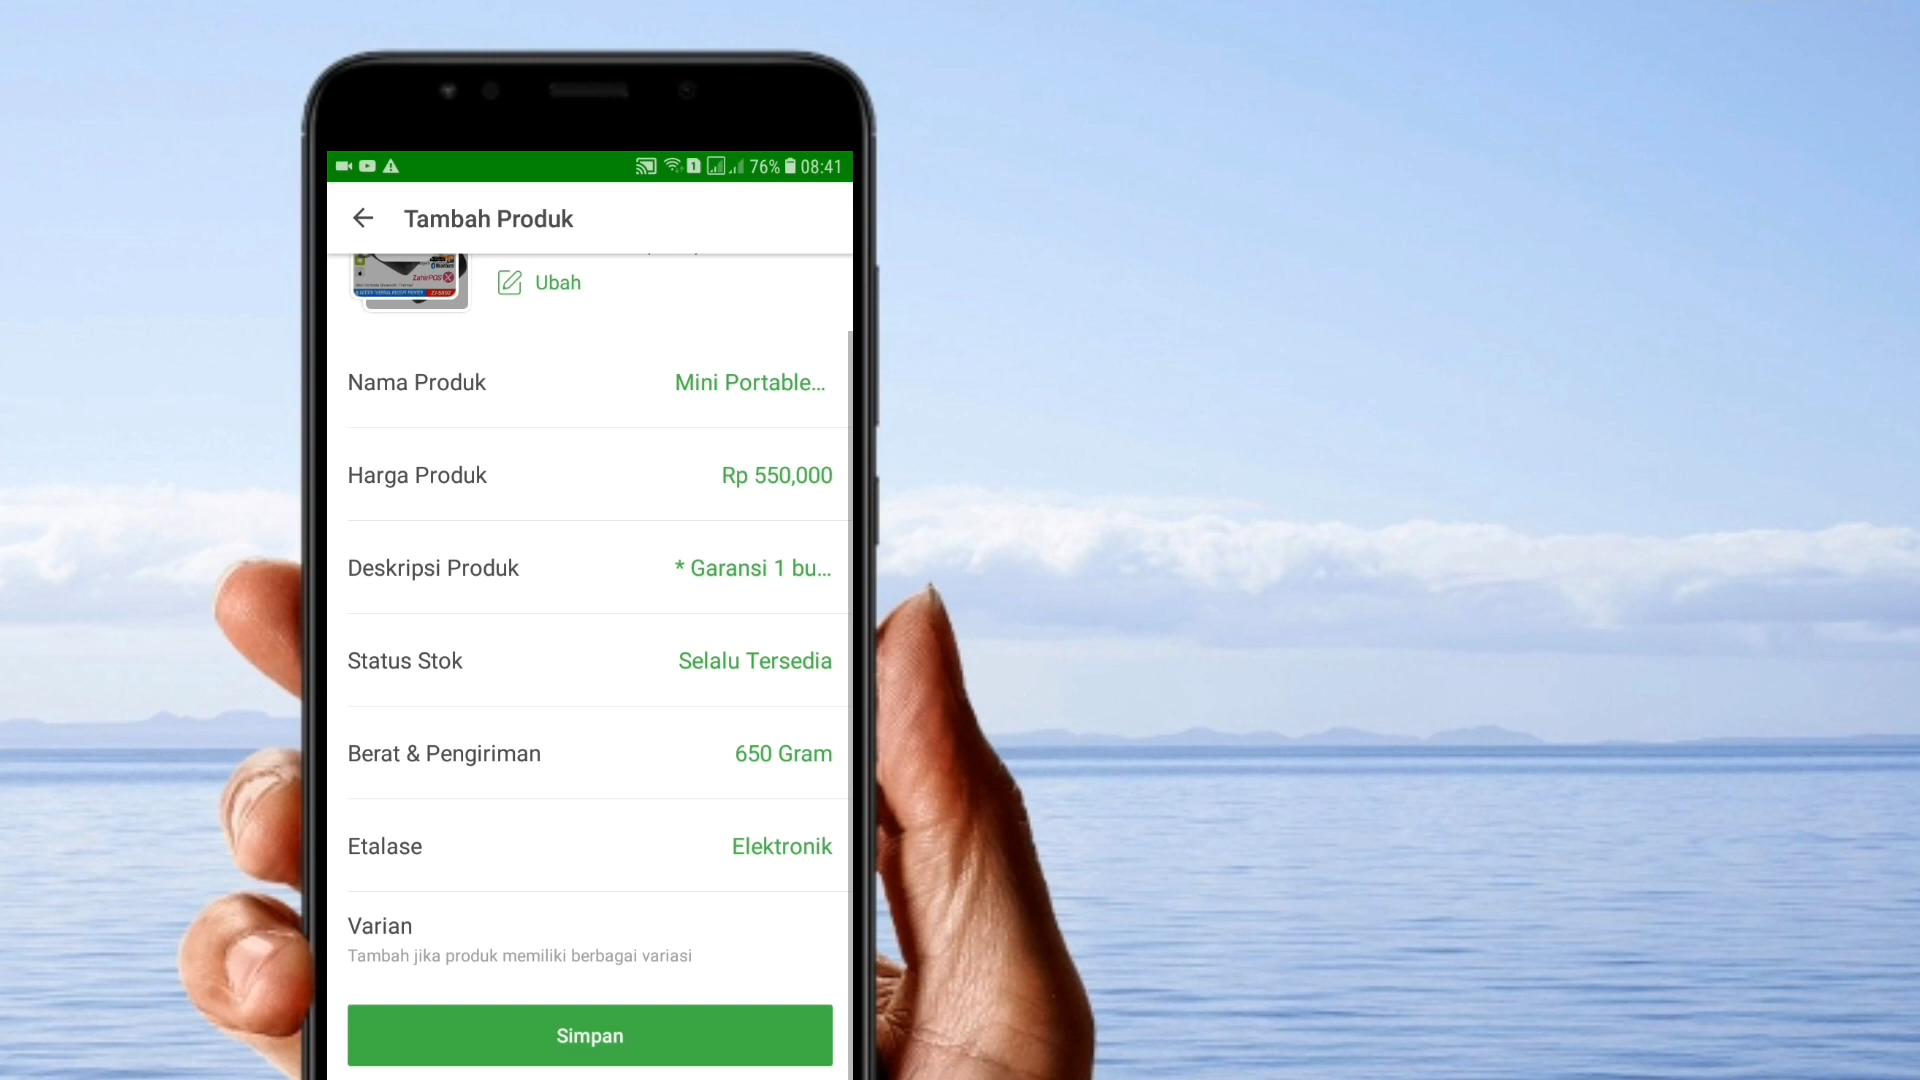 76% 08:41
Tambah Produk
ZahirPOS
Ubah
Nama Produk Mini Portable...
Harga Produk Rp 550,000
Deskripsi Produk * Garansi 1 bu...
Status Stok Selalu Tersedia
Berat & Pengiriman 650 Gram
Etalase Elektronik
Varian
Tambah jika produk memiliki berbagai variasi
Simpan